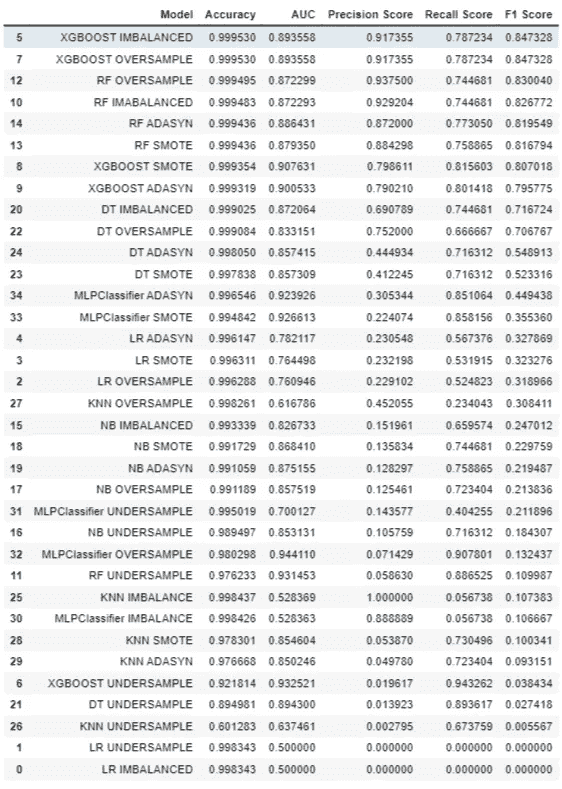 Model Accuracy AUC Precision Score Recall Score F1 Score
5 XGBOOST IMBALANCED 0.999530 0.893558 0.917355 0.787234 0.847328
7 XGBOOST OVERSAMPLE 0.999530 0.893558 0.917355 0.787234 0.847328
12 RF OVERSAMPLE 0.999495 0.872299 0.937500 0.744681 0.830040
10 RF IMABALANCED 0.999483 0.872293 0.929204 0.744681 0.826772
14 RF ADASYN 0.999436 0.886431 0.872000 0.773050 0.819549
13 RF SMOTE 0.999436 0.879350 0.884298 0.758865 0.816794
8 XGBOOST SMOTE 0.999354 0.907631 0.798611 0.815603 0.807018
9 XGBOOST ADASYN 0.999319 0.900533 0.790210 0.801418 0.795775
20 DT IMBALANCED 0.999025 0.872064 0.690789 0.744681 0.716724
22 DT OVERSAMPLE 0.999084 0.833151 0.752000 0.666667 0.706767
24 DT ADASYN 0.998050 0.857415 0.444934 0.716312 0.548913
23 DT SMOTE 0.997838 0.857309 0.412245 0.716312 0.523316
34 MLPClassifier ADASYN 0.996546 0.923926 0.305344 0.851064 0.449438
33 MLPClassifier SMOTE 0.994842 0.926613 0.224074 0.858156 0.355360
4 LR ADASYN 0.996147 0.782117 0.230548 0.567376 0.327869
3 LR SMOTE 0.996311 0.764498 0.232198 0.531915 0.323276
2 LR OVERSAMPLE 0.996288 0.760946 0.229102 0.524823 0.318966
27 KNN OVERSAMPLE 0.998261 0.616786 0.452055 0.234043 0.308411
15 NB IMBALANCED 0.993339 0.826733 0.151961 0.659574 0.247012
18 NB SMOTE 0.991729 0.868410 0.135834 0.744681 0.229759
19 NB ADASYN 0.991059 0.875155 0.128297 0.758865 0.219487
17 NB OVERSAMPLE 0.991189 0.857519 0.125461 0.723404 0.213836
31 MLPClassifier UNDERSAMPLE 0.995019 0.700127 0.143577 0.404255 0.211896
16 NB UNDERSAMPLE 0.989497 0.853131 0.105759 0.716312 0.184307
32 MLPClassifier OVERSAMPLE 0.980298 0.944110 0.071429 0.907801 0.132437
11 RF UNDERSAMPLE 0.976233 0.931453 0.058630 0.886525 0.109987
25 KNN IMBALANCE 0.998437 0.528369 1.000000 0.056738 0.107383
30 MLPClassifier IMBALANCE 0.998426 0.528363 0.888889 0.056738 0.106667
28 KNN SMOTE 0.978301 0.854604 0.053870 0.730496 0.100341
29 KNN ADASYN 0.976668 0.850246 0.049780 0.723404 0.093151
6 XGBOOST UNDERSAMPLE 0.921814 0.932521 0.019617 0.943262 0.038434
21 DT UNDERSAMPLE 0.894981 0.894300 0.013923 0.893617 0.027418
26 KNN UNDERSAMPLE 0.601283 0.637461 0.002795 0.673759 0.005567
1 LR UNDERSAMPLE 0.998343 0.500000 0.000000 0.000000 0.000000
0 LR IMBALANCED 0.998343 0.500000 0.000000 0.000000 0.000000